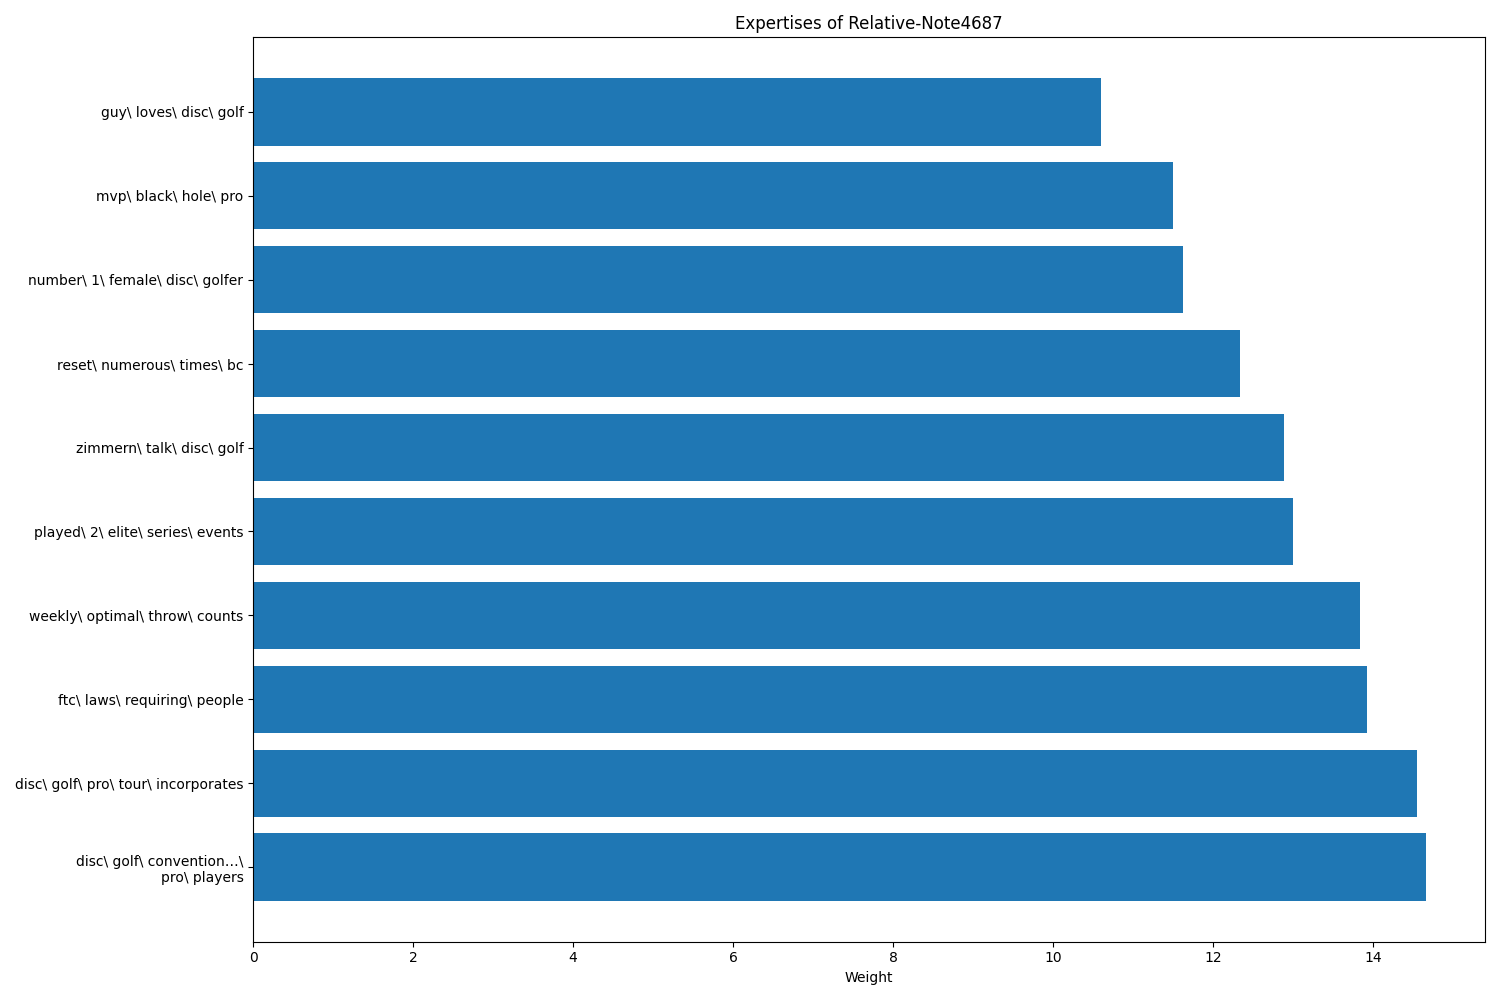 Expertises of Relative-Note4687
guy\ loves\ disc\ golf
mvp\ black\ hole\ pro
number\ 1\ female\ disc\ golfer
reset\ numerous\ times\ bc
zimmern\ talk\ disc\ golf
played\ 2\ elite\ series\ events
weekly\ optimal\ throw\ counts
ftc\ laws\ requiring\ people
disc\ golf\ pro\ tour\ incorporates
disc\ golf\ convention…\
pro\ players
0 2 4 6 8 10 12 14
Weight